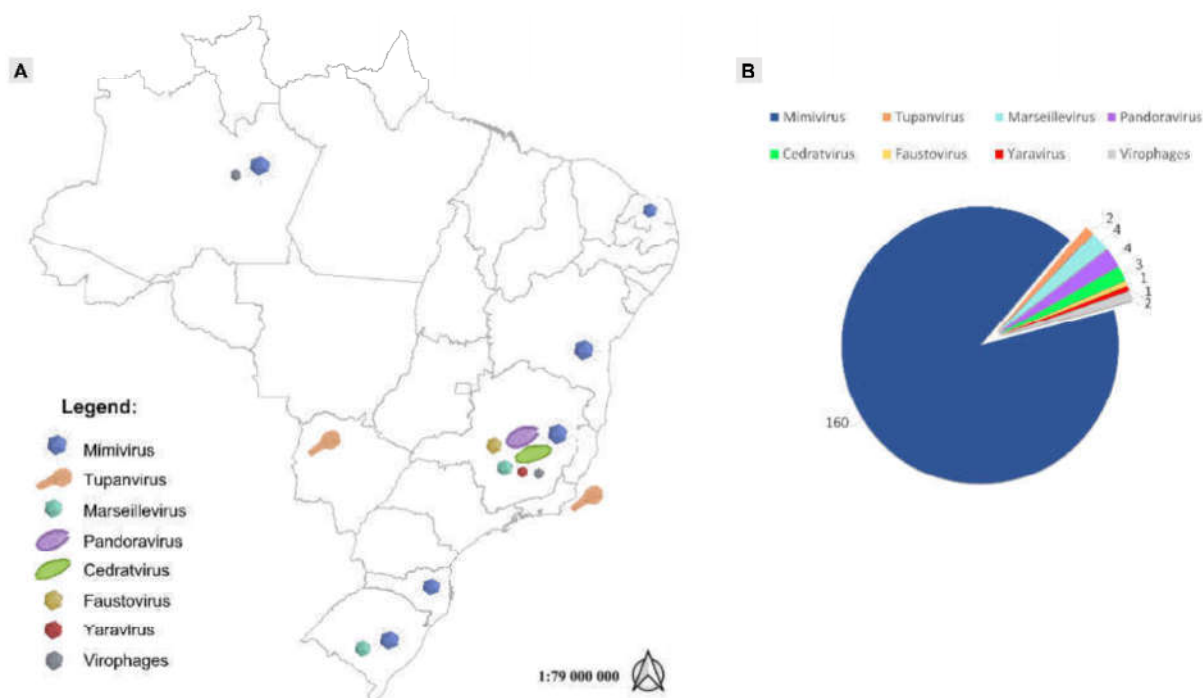 A
Legend:
Mimivirus
Tupanvirus
Marseillevirus
Pandoravirus
Cedratvirus
Faustovirus
Yaravirus
Virophages
1:79 000 000
B
Mimivirus Tupanvirus Marseillevirus Pandoravirus
Cedratvirus Faustovirus Yaravirus Virophages
2
4
4
3
1
1
2
160